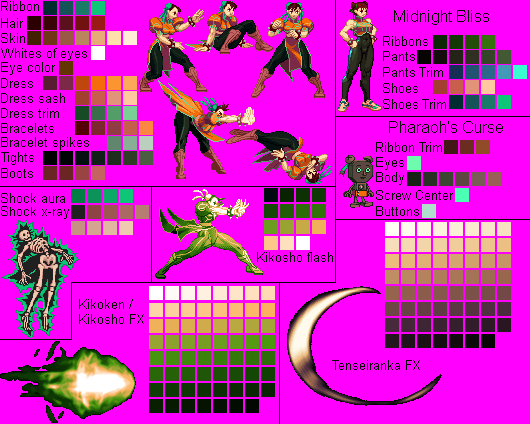 Ribbon
Hair
Skin
Whites of eyes
Eye color
Dress
Dress sash
Dress trim
Bracelets
Bracelet spikes
Tights
Boots
Midnight Bliss
Ribbons
Pants
Pants Trim
Shoes
Shoes Trim
Pharaoh's Curse
Ribbon Trim
Eyes
Body
Screw Center
Buttons
Shock aura
Shock x-ray
Kikosho flash
Kikoken /
Kikosho FX
Tenseiranka FX